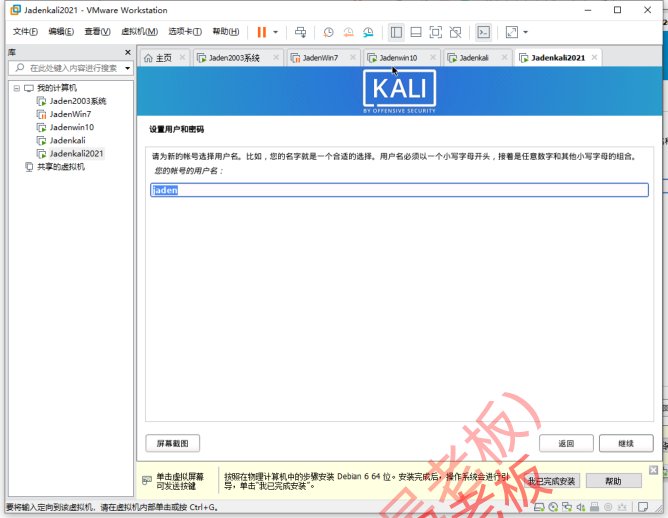 Jadenkali2021 - VMware Workstation
文件(F) 编辑(E) 查看(V) 虚拟机(M) 选项卡(T) 帮助(H)
库
在此处键入内容进行搜索
我的计算机
Jaden2003系统
JadenWin7
Jadenwin10
Jadenkali
Jadenkali2021
共享的虚拟机
主页 Jaden2003系统 JadenWin7 Jadenwin10 Jadenkali Jadenkali2021
KALI
BY OFFENSIVE SECURITY
设置用户和密码
请为新的帐号选择用户名。比如，您的名字就是一个合适的选择。用户名必须以一个小写字母开头，接着是任意数字和其他小写字母的组合。
您的帐号的用户名：
jaden
屏幕截图 返回 继续
单击虚拟屏幕
可发送按键
按照在物理计算机中的步骤安装 Debian 6 64 位。安装完成后，操作系统会进行引
导，单击“我已完成安装”。
我已完成安装 帮助
要将输入定向到该虚拟机，请在虚拟机内部单击或按 Ctrl+G。
老板）
老板